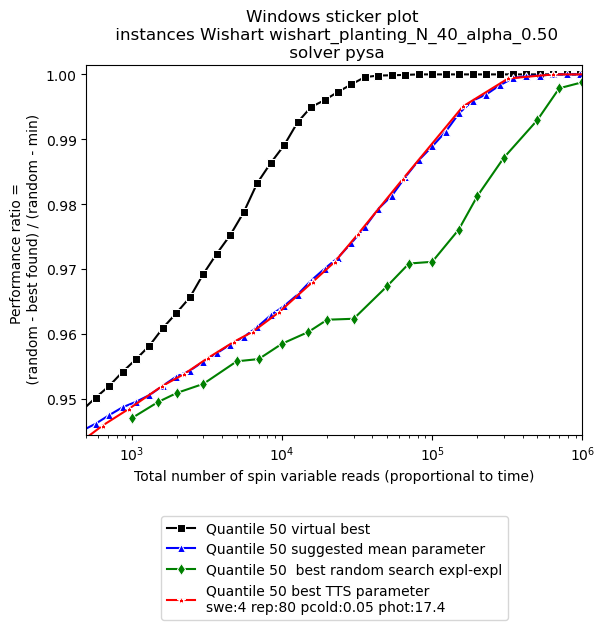 Windows sticker plot
instances Wishart wishart_planting_N_40_alpha_0.50
solver pysa
Performance ratio =
(random - best found) / (random - min)
1.00
0.99
0.98
0.97
0.96
0.95
10³
10⁴
10⁵
10⁶
Total number of spin variable reads (proportional to time)
Quantile 50 virtual best
Quantile 50 suggested mean parameter
Quantile 50  best random search expl-expl
Quantile 50 best TTS parameter
swe:4 rep:80 pcold:0.05 phot:17.4